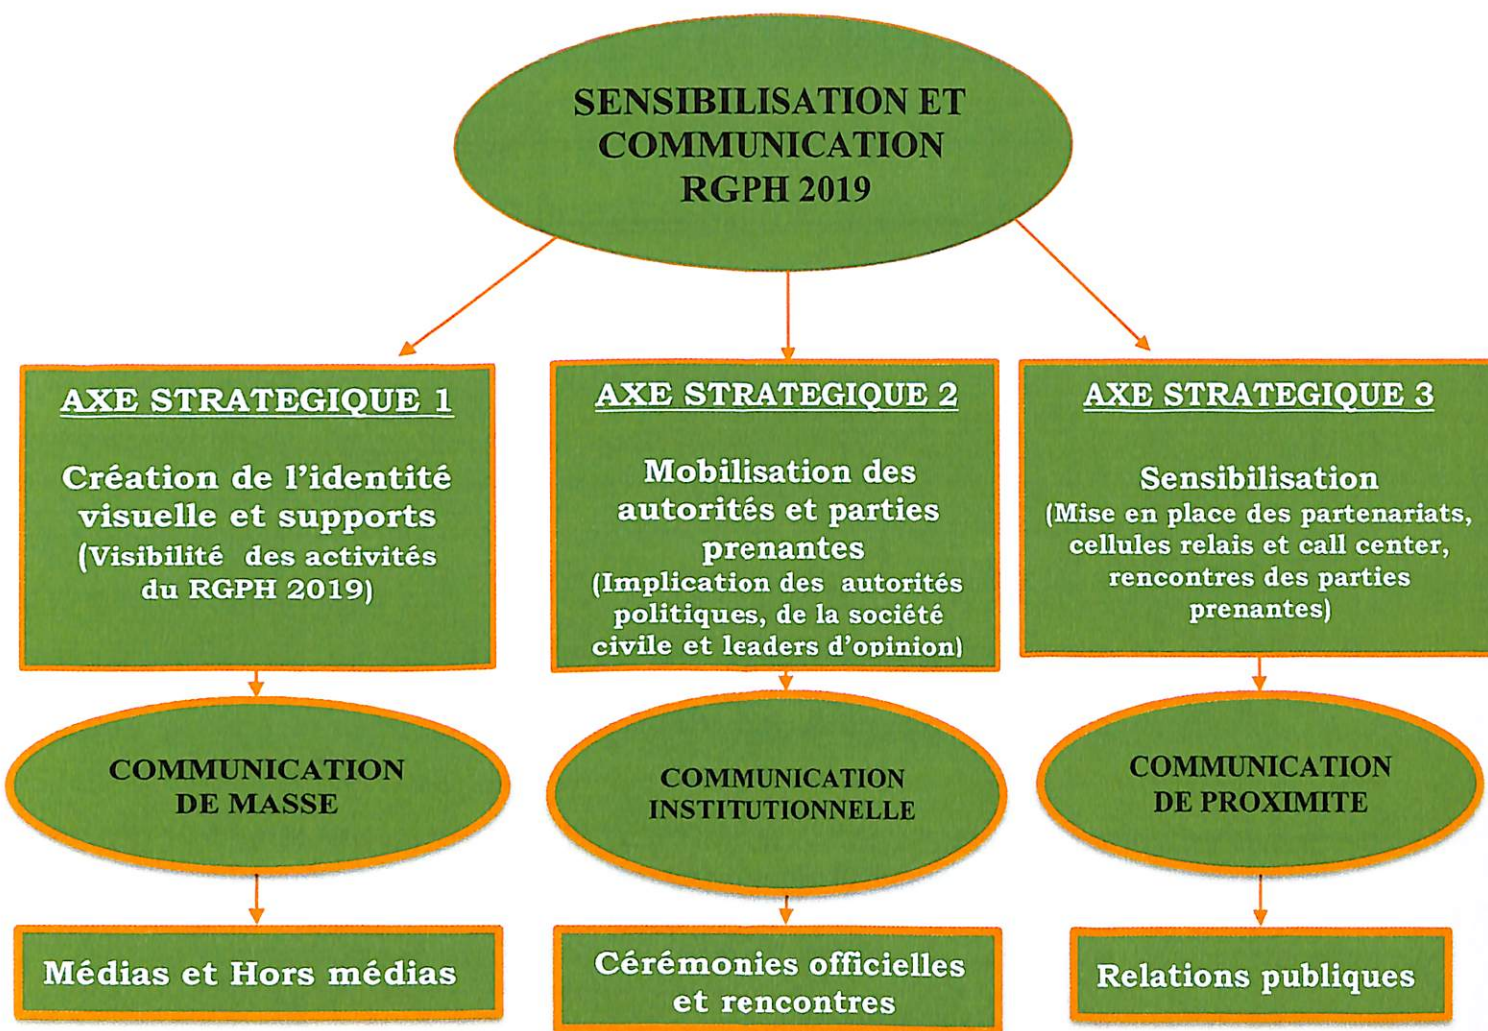 SENSIBILISATION ET
COMMUNICATION
RGPH 2019
AXE STRATEGIQUE 1
Création de l'identité
visuelle et supports
(Visibilité des activités
du RGPH 2019)
AXE STRATEGIQUE 2
Mobilisation des
autorités et parties
prenantes
(Implication des autorités
politiques, de la société
civile et leaders d'opinion)
AXE STRATEGIQUE 3
Sensibilisation
(Mise en place des partenariats,
cellules relais et call center,
rencontres des parties
prenantes)
COMMUNICATION
DE MASSE
COMMUNICATION
INSTITUTIONNELLE
COMMUNICATION
DE PROXIMITE
Médias et Hors médias
Cérémonies officielles
et rencontres
Relations publiques